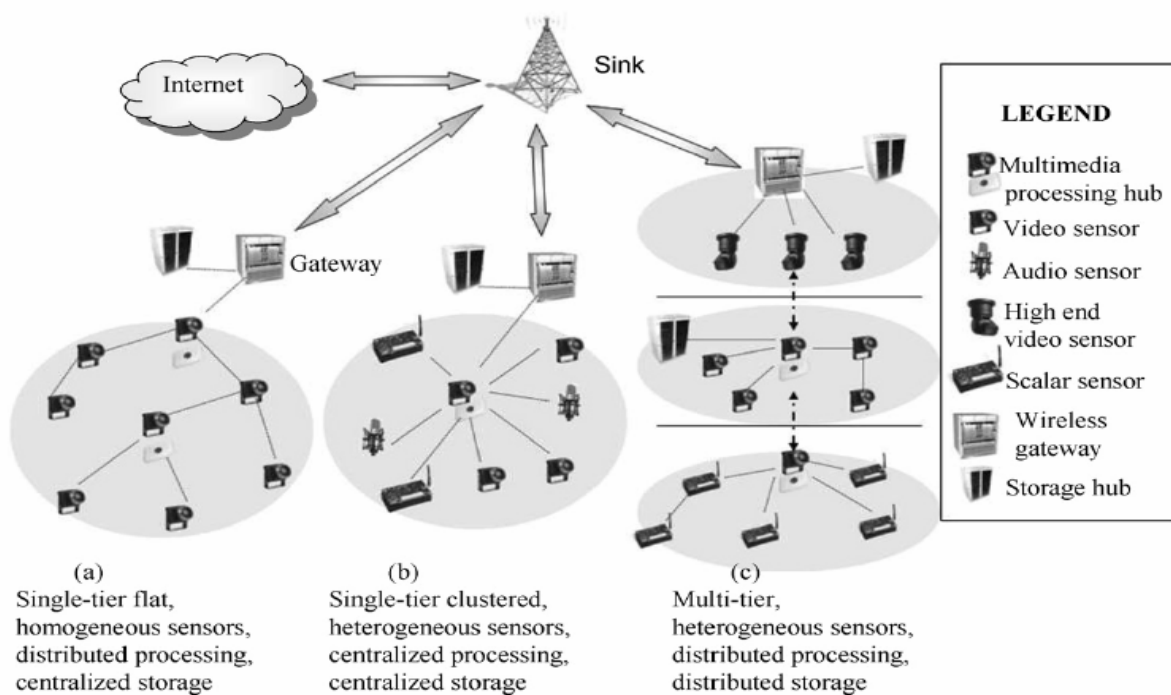 Internet
Sink
Gateway
LEGEND
Multimedia
processing hub
Video sensor
Audio sensor
High end
video sensor
Scalar sensor
Wireless
gateway
Storage hub
(a)
Single-tier flat,
homogeneous sensors,
distributed processing,
centralized storage
(b)
Single-tier clustered,
heterogeneous sensors,
centralized processing,
centralized storage
(c)
Multi-tier,
heterogeneous sensors,
distributed processing,
distributed storage